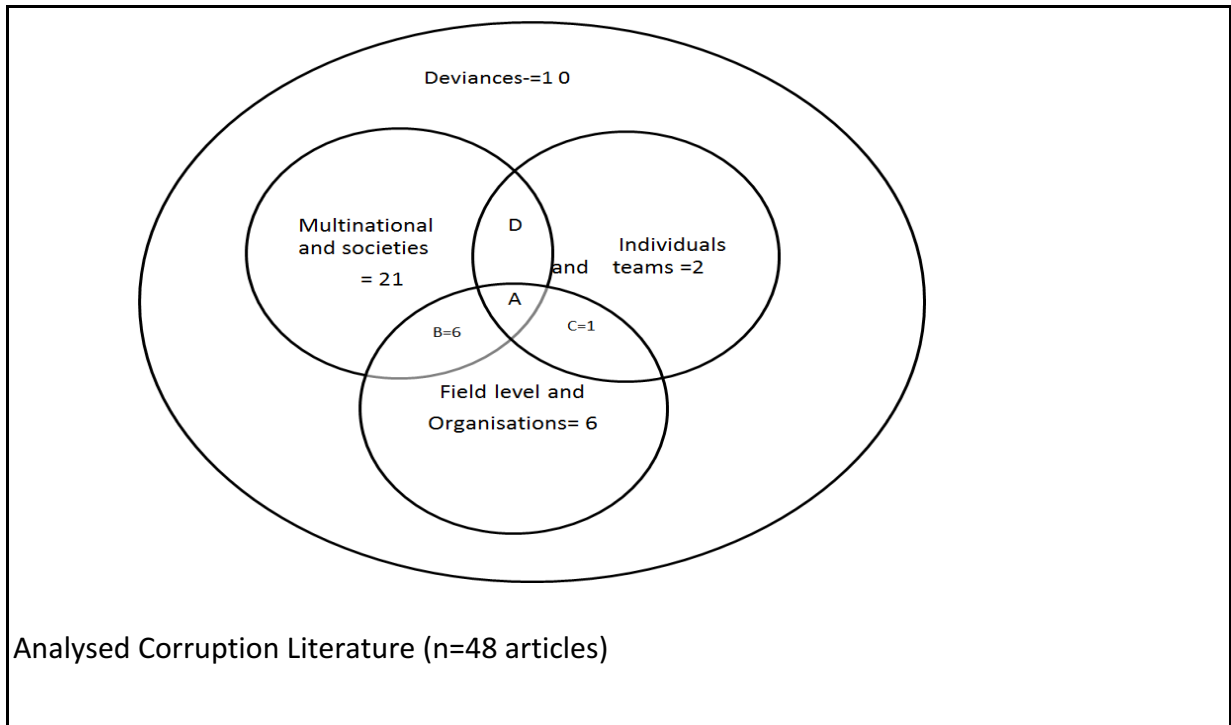 Deviances-=1 0
Multinational
and societies
= 21
D
Individuals
and teams =2
A
B=6
C=1
Field level and
Organisations= 6
Analysed Corruption Literature (n=48 articles)